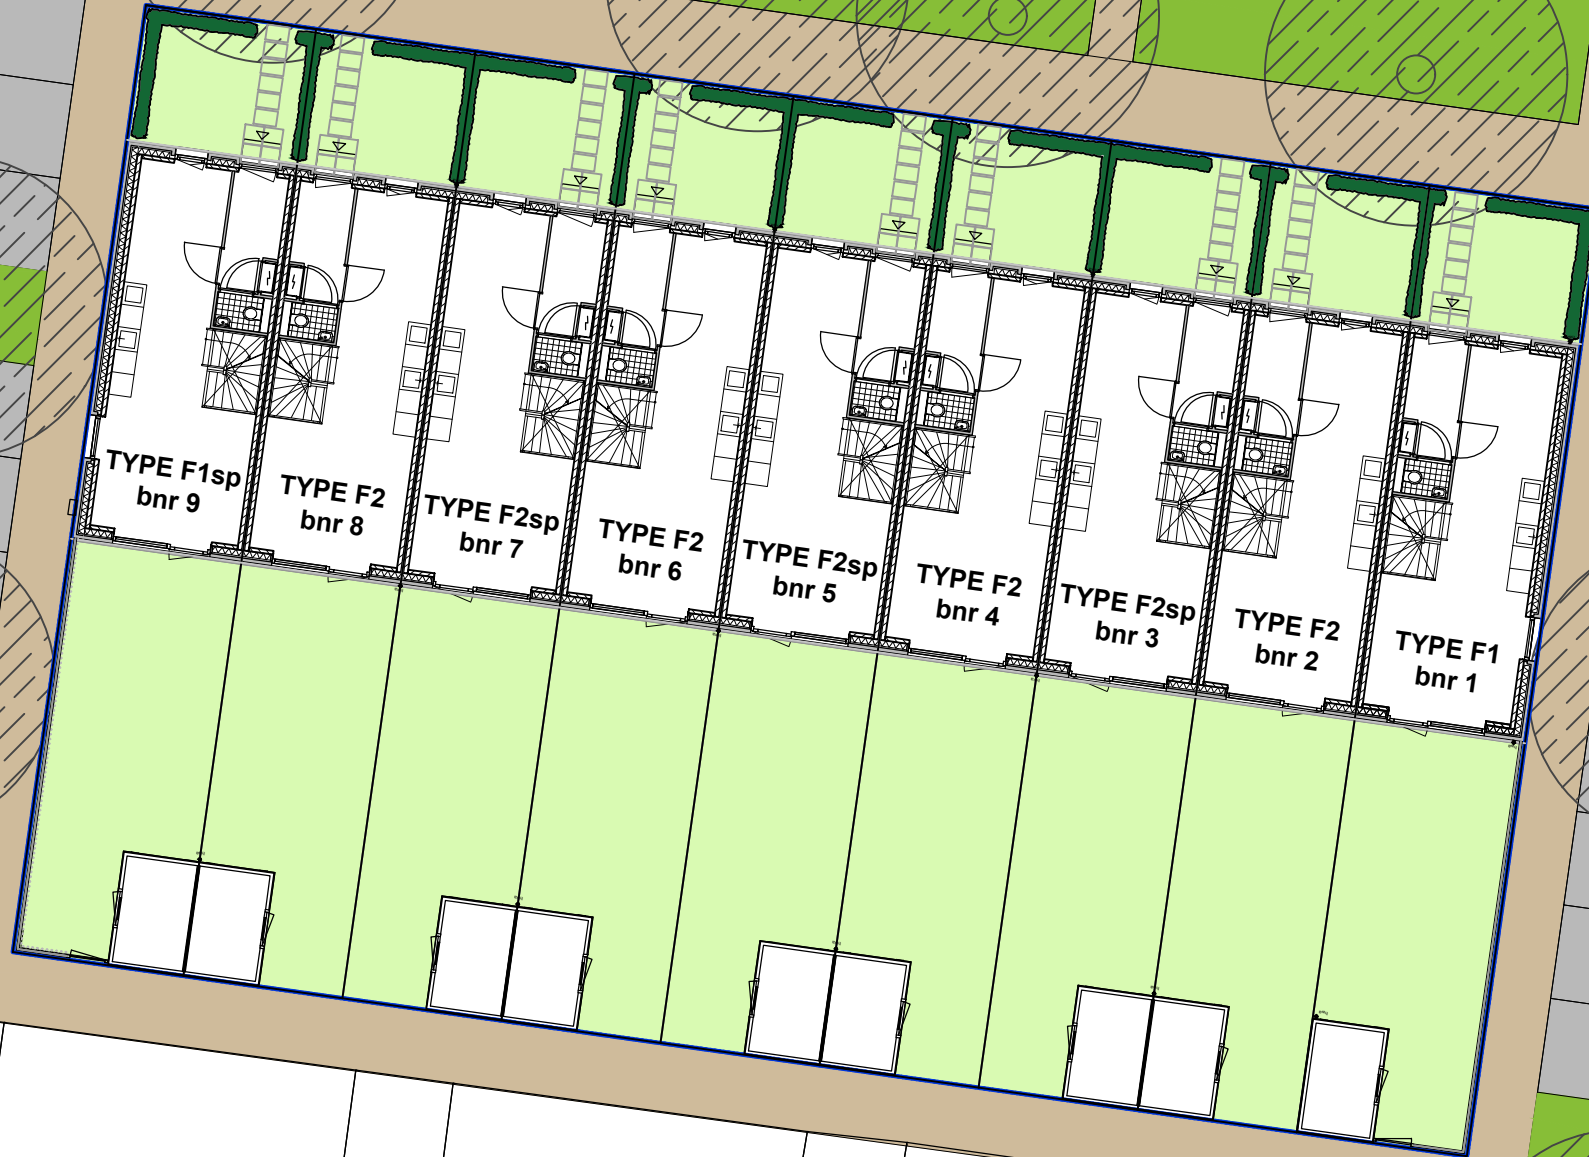 TYPE F1sp
bnr 9
TYPE F2
bnr 8
TYPE F2sp
bnr 7
TYPE F2
bnr 6
TYPE F2sp
bnr 5
TYPE F2
bnr 4
TYPE F2sp
bnr 3
TYPE F2
bnr 2
TYPE F1
bnr 1